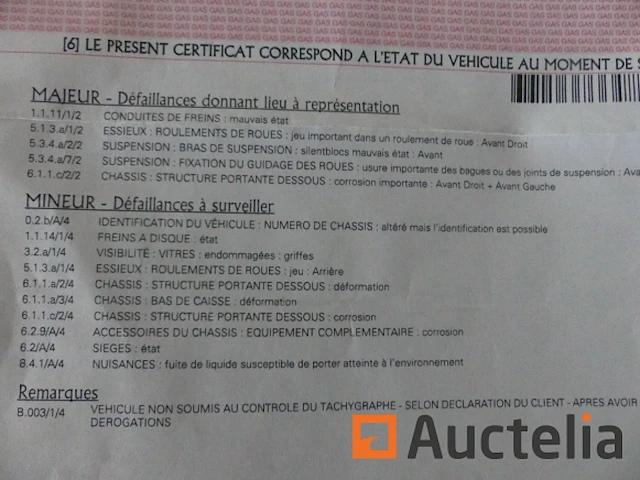 GAS GAS GAS GAS GAS GAS GAS GAS GAS GAS
[6] LE PRESENT CERTIFICAT CORRESPOND A L'ETAT DU VEHICULE AU MOMENT DE S
MAJEUR - Défaillances donnant lieu à représentation
1.1.11/1/2 CONDUITES DE FREINS : mauvais état
5.1.3.a/1/2 ESSIEUX : ROULEMENTS DE ROUES : jeu important dans un roulement de roue : Avant Droit
5.3.4.a/2/2 SUSPENSION : BRAS DE SUSPENSION : silentblocs mauvais état : Avant
5.3.4.a/7/2 SUSPENSION : FIXATION DU GUIDAGE DES ROUES : usure importante des bagues ou des joints de suspension : Ava
6.1.1.c/2/2 CHASSIS : STRUCTURE PORTANTE DESSOUS : corrosion importante : Avant Droit + Avant Gauche
MINEUR - Défaillances à surveiller
0.2.b/A/4 IDENTIFICATION DU VÉHICULE : NUMERO DE CHASSIS : altéré mais l'identification est possible
1.1.14/1/4 FREINS A DISQUE : état
3.2.a/1/4 VISIBILITÉ : VITRES : endommagées : griffes
5.1.3.a/1/4 ESSIEUX : ROULEMENTS DE ROUES : jeu : Arrière
6.1.1.a/2/4 CHASSIS : STRUCTURE PORTANTE DESSOUS : déformation
6.1.1.a/3/4 CHASSIS : BAS DE CAISSE : déformation
6.1.1.c/2/4 CHASSIS : STRUCTURE PORTANTE DESSOUS : corrosion
6.2.9/A/4 ACCESSOIRES DU CHASSIS : EQUIPEMENT COMPLEMENTAIRE : corrosion
6.2/A/4 SIEGES : état
8.4.1/A/4 NUISANCES : fuite de liquide susceptible de porter atteinte à l'environnement
Remarques
B.003/1/4 VEHICULE NON SOUMIS AU CONTROLE DU TACHYGRAPHE - SELON DECLARATION DU CLIENT - APRES AVOIR
DEROGATIONS
Auctelia